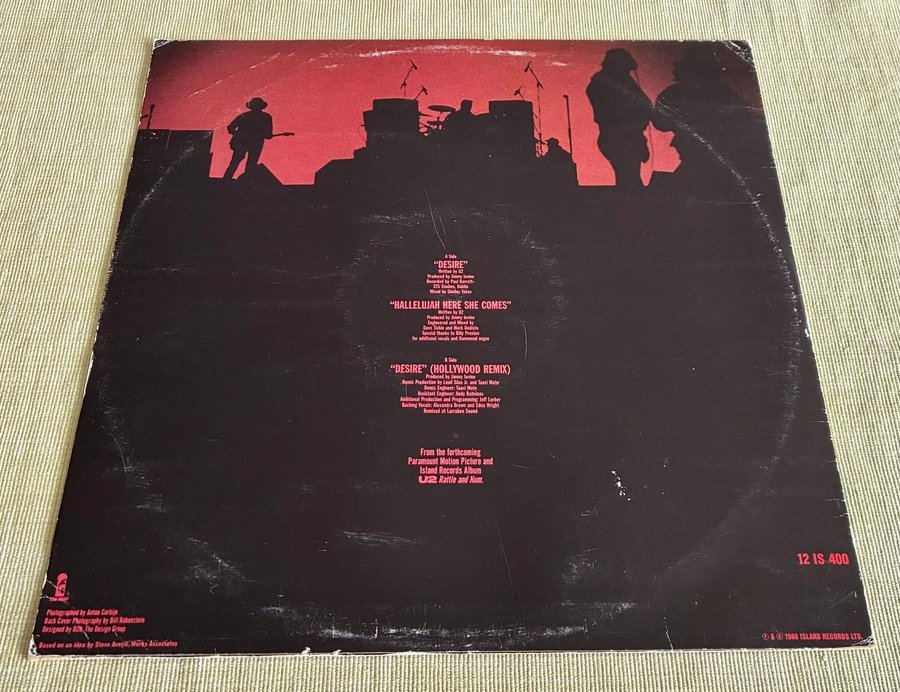 A Side
"DESIRE"
Written by U2
Produced by Jimmy Iovine
Recorded by Paul Barrett–
STS Studios, Dublin
Mixed by Shelley Yakus
"HALLELUJAH HERE SHE COMES"
Written by U2
Produced by Jimmy Iovine
Engineered and Mixed by
Dave Tickle and Mark DeSisto
Special thanks to Billy Preston
for additional vocals and Hammond organ
B Side
"DESIRE" (HOLLYWOOD REMIX)
Produced by Jimmy Iovine
Remix Production by Louil Silas Jr. and Taavi Mote
Remix Engineer: Taavi Mote
Assistant Engineer: Andy Batwinas
Additional Production and Programming: Jeff Lorber
Backing Vocals: Alexandra Brown and Edna Wright
Remixed at Larrabee Sound
From the forthcoming
Paramount Motion Picture and
Island Records Album
U2 Rattle and Hum.
12 IS 400
Photographed by Anton Corbijn
Back Cover Photography by Bill Rubenstein
Designed by DZN, The Design Group
Based on an idea by Steve Averill, Works Associates
℗ & © 1988 ISLAND RECORDS LTD.